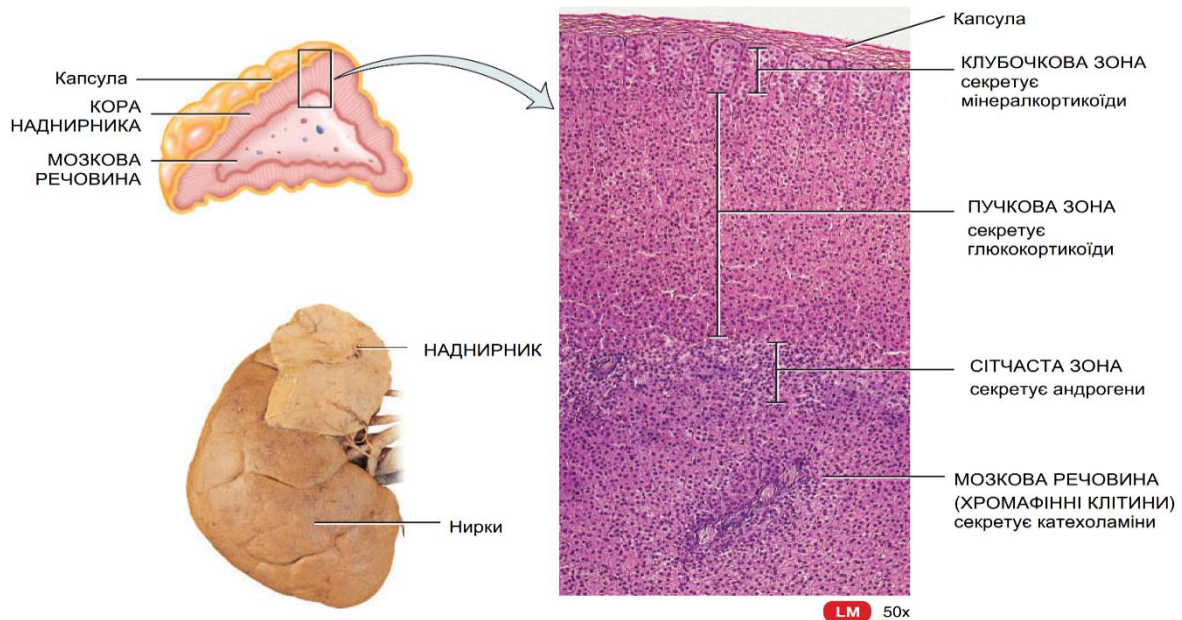 Капсула
КОРА
НАДНИРНИКА
МОЗКОВА
РЕЧОВИНА
НАДНИРНИК
Нирки
Капсула
КЛУБОЧКОВА ЗОНА
секретує
мінералкортикоїди
ПУЧКОВА ЗОНА
секретує
глюкокортикоїди
СІТЧАСТА ЗОНА
секретує андрогени
МОЗКОВА РЕЧОВИНА
(ХРОМАФІННІ КЛІТИНИ)
секретує катехоламіни
LM 50x